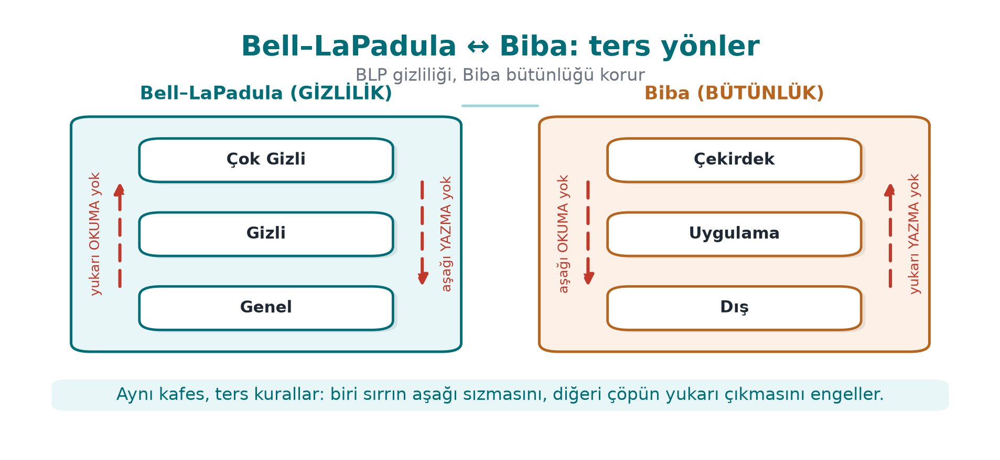 Bell–LaPadula ↔ Biba: ters yönler
BLP gizliliği, Biba bütünlüğü korur
Bell–LaPadula (GİZLİLİK)
yukarı OKUMA yok
Çok Gizli
Gizli
Genel
aşağı YAZMA yok
Biba (BÜTÜNLÜK)
aşağı OKUMA yok
Çekirdek
Uygulama
Dış
yukarı YAZMA yok
Aynı kafes, ters kurallar: biri sırrın aşağı sızmasını, diğeri çöpün yukarı çıkmasını engeller.